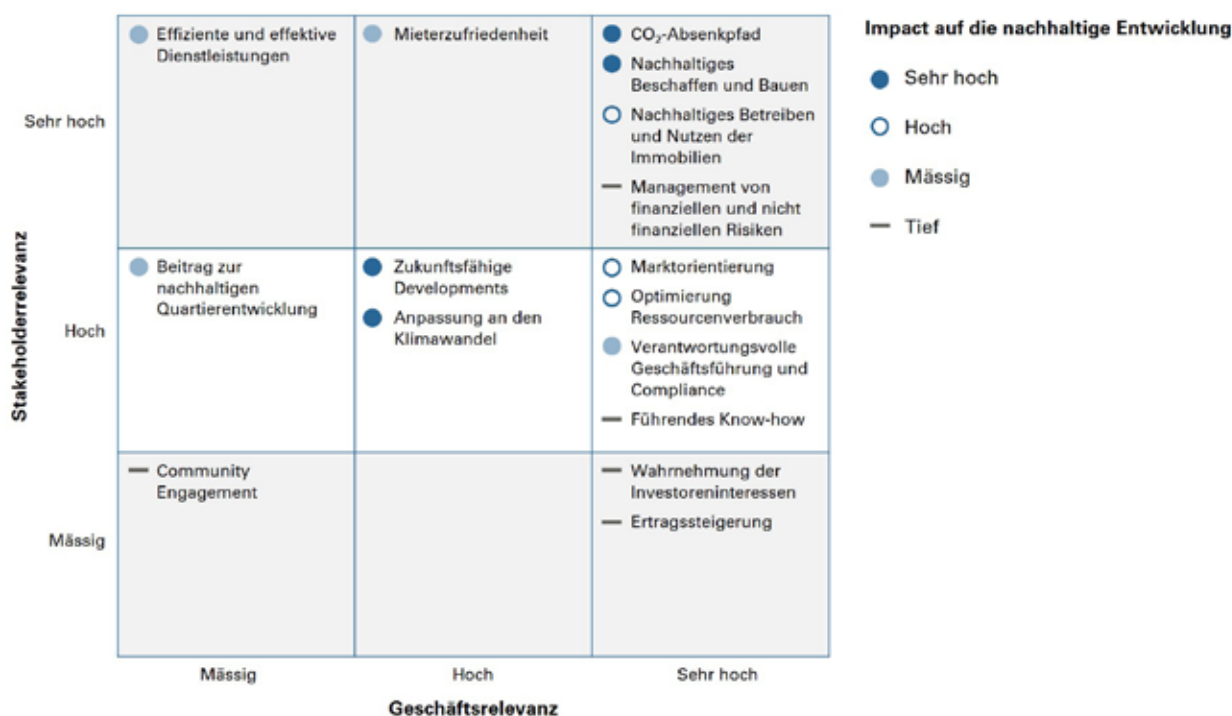 Effiziente und effektive
Dienstleistungen
Mieterzufriedenheit
CO₂-Absenkpfad
Nachhaltiges
Beschaffen und Bauen
Nachhaltiges Betreiben
und Nutzen der
Immobilien
Management von
finanziellen und nicht
finanziellen Risiken
Beitrag zur
nachhaltigen
Quartierentwicklung
Zukunftsfähige
Developments
Anpassung an den
Klimawandel
Marktorientierung
Optimierung
Ressourcenverbrauch
Verantwortungsvolle
Geschäftsführung und
Compliance
Führendes Know-how
Community
Engagement
Wahrnehmung der
Investoreninteressen
Ertragssteigerung
Stakeholderrelevanz
Sehr hoch
Hoch
Mässig
Mässig
Hoch
Sehr hoch
Geschäftsrelevanz
Impact auf die nachhaltige Entwicklung
Sehr hoch
Hoch
Mässig
Tief